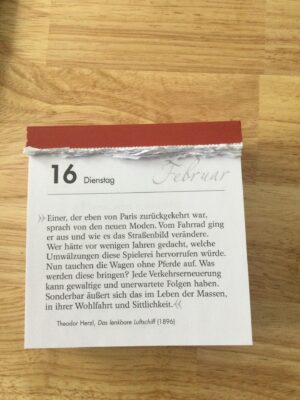 16 Dienstag Februar
»Einer, der eben von Paris zurückgekehrt war,
sprach von den neuen Moden. Vom Fahrrad ging
er aus und wie es das Straßenbild verändere.
Wer hätte vor wenigen Jahren gedacht, welche
Umwälzungen diese Spielerei hervorrufen würde.
Nun tauchen die Wagen ohne Pferde auf. Was
werden diese bringen? Jede Verkehrserneuerung
kann gewaltige und unerwartete Folgen haben.
Sonderbar äußert sich das im Leben der Massen,
in ihrer Wohlfahrt und Sittlichkeit.«
Theodor Herzl, Das lenkbare Luftschiff (1896)